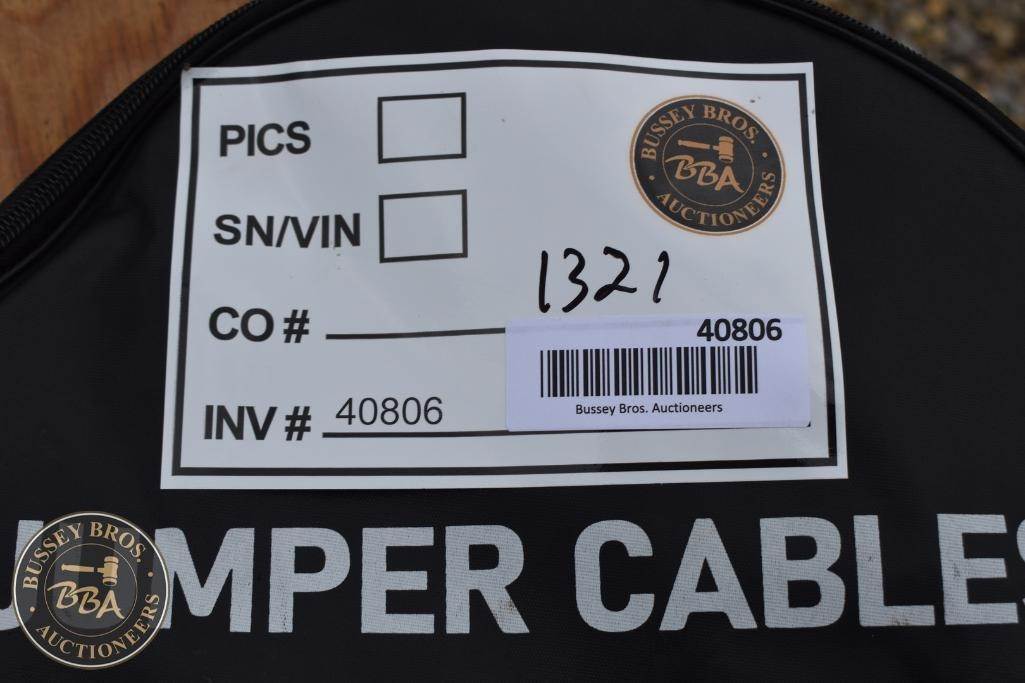 PICS
BUSSEY BROS.
BBA
AUCTIONEERS
SN/VIN
1321
CO #
40806
Bussey Bros. Auctioneers
INV # 40806
JUMPER CABLES
BUSSEY BROS.
BBA
AUCTIONEERS